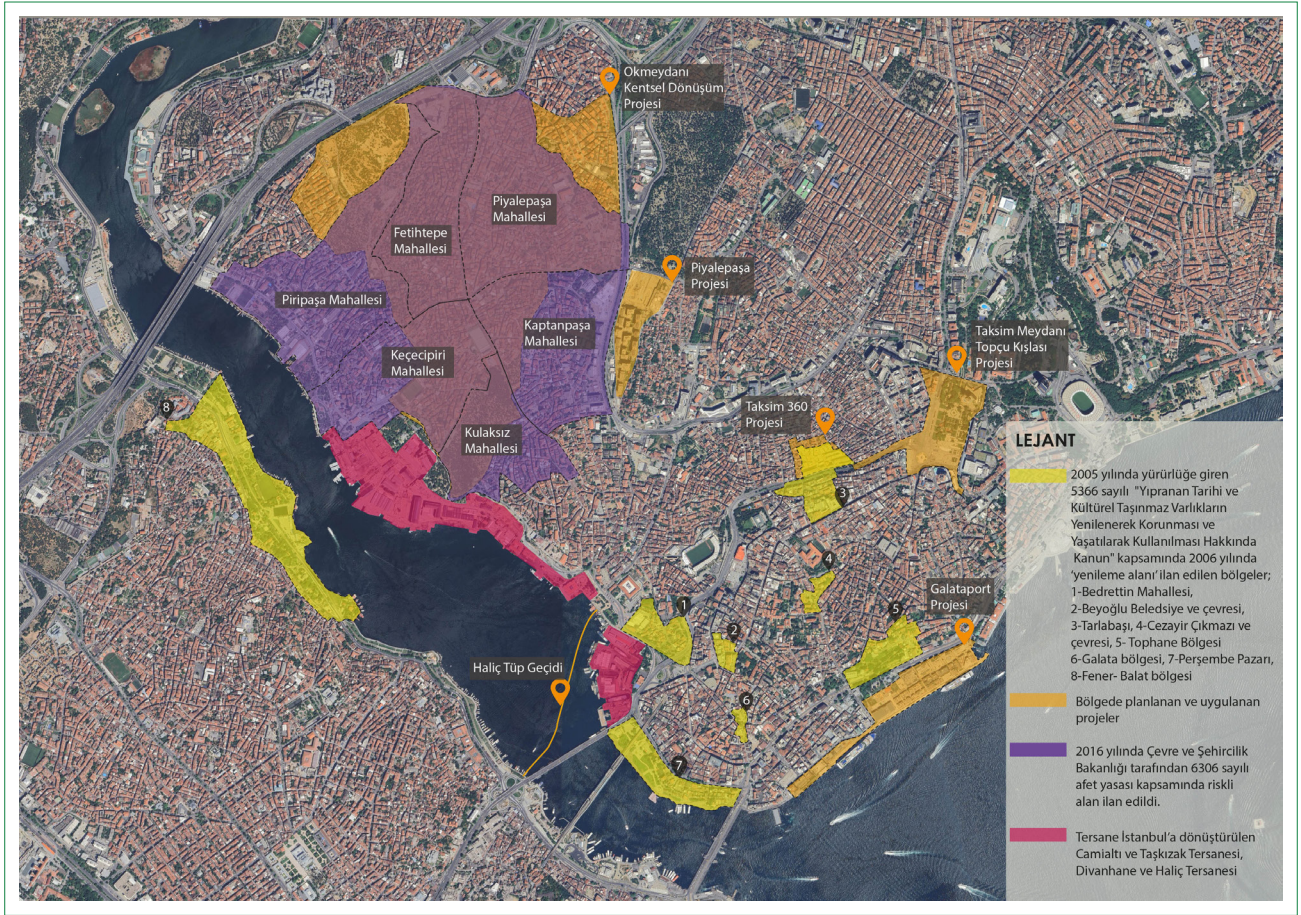 Okmeydanı
Kentsel Dönüşüm
Projesi
Piyalepaşa
Mahallesi
Fetihtepe
Mahallesi
Piripaşa Mahallesi
Piyalepaşa
Projesi
Kaptanpaşa
Mahallesi
Keçecipiri
Mahallesi
Taksim Meydanı
Topçu Kışlası
Projesi
Taksim 360
Projesi
Kulaksız
Mahallesi
8
3
4
Galataport
Projesi
1
5
2
Haliç Tüp Geçidi
6
7
LEJANT
2005 yılında yürürlüğe giren
5366 sayılı "Yıpranan Tarihi ve
Kültürel Taşınmaz Varlıkların
Yenilenerek Korunması ve
Yaşatılarak Kullanılması Hakkında
Kanun" kapsamında 2006 yılında
'yenileme alanı' ilan edilen bölgeler;
1-Bedrettin Mahallesi,
2-Beyoğlu Beledsiye ve çevresi,
3-Tarlabaşı, 4-Cezayir Çıkmazı ve
çevresi, 5- Tophane Bölgesi
6-Galata bölgesi, 7-Perşembe Pazarı,
8-Fener- Balat bölgesi
Bölgede planlanan ve uygulanan
projeler
2016 yılında Çevre ve Şehircilik
Bakanlığı tarafından 6306 sayılı
afet yasası kapsamında riskli
alan ilan edildi.
Tersane İstanbul'a dönüştürülen
Camialtı ve Taşkızak Tersanesi,
Divanhane ve Haliç Tersanesi